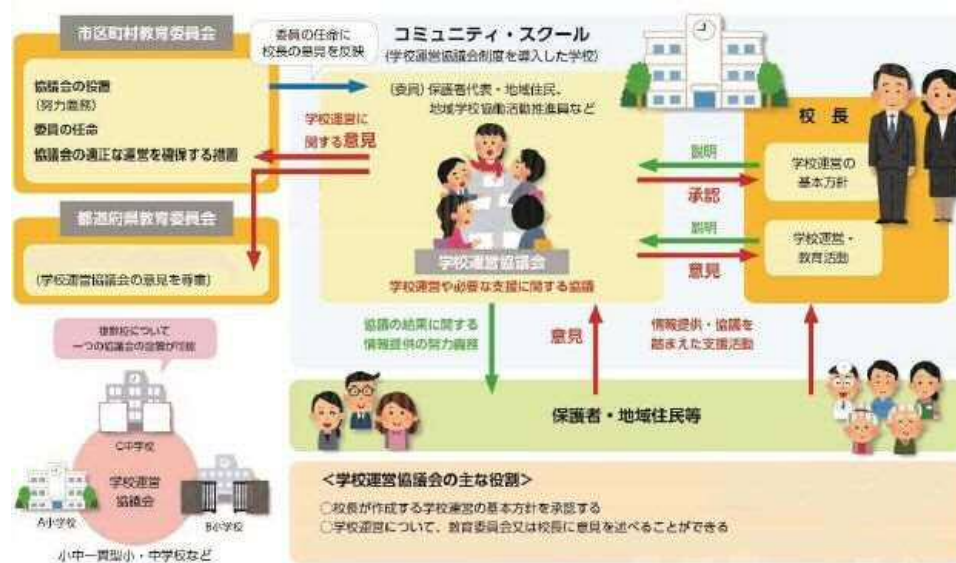 市区町村教育委員会
協議会の設置
(努力義務)
委員の任命
協議会の適正な運営を確保する措置
委員の任命に
校長の意見を反映
コミュニティ・スクール
(学校運営協議会制度を導入した学校)
(委員) 保護者代表・地域住民、
地域学校協働活動推進員など
学校運営に
関する意見
都道府県教育委員会
(学校運営協議会の意見を尊重)
学校運営協議会
学校運営や必要な支援に関する協議
校長
説明
承認
学校運営の
基本方針
説明
意見
学校運営・
教育活動
協議の結果に関する
情報提供の努力義務
意見
情報提供・協議を
踏まえた支援活動
保護者・地域住民等
複数校について
一つの協議会の設置が可能
C中学校
学校運営
協議会
A小学校
B小学校
小中一貫型小・中学校など
<学校運営協議会の主な役割>
○校長が作成する学校運営の基本方針を承認する
○学校運営について、教育委員会又は校長に意見を述べることができる